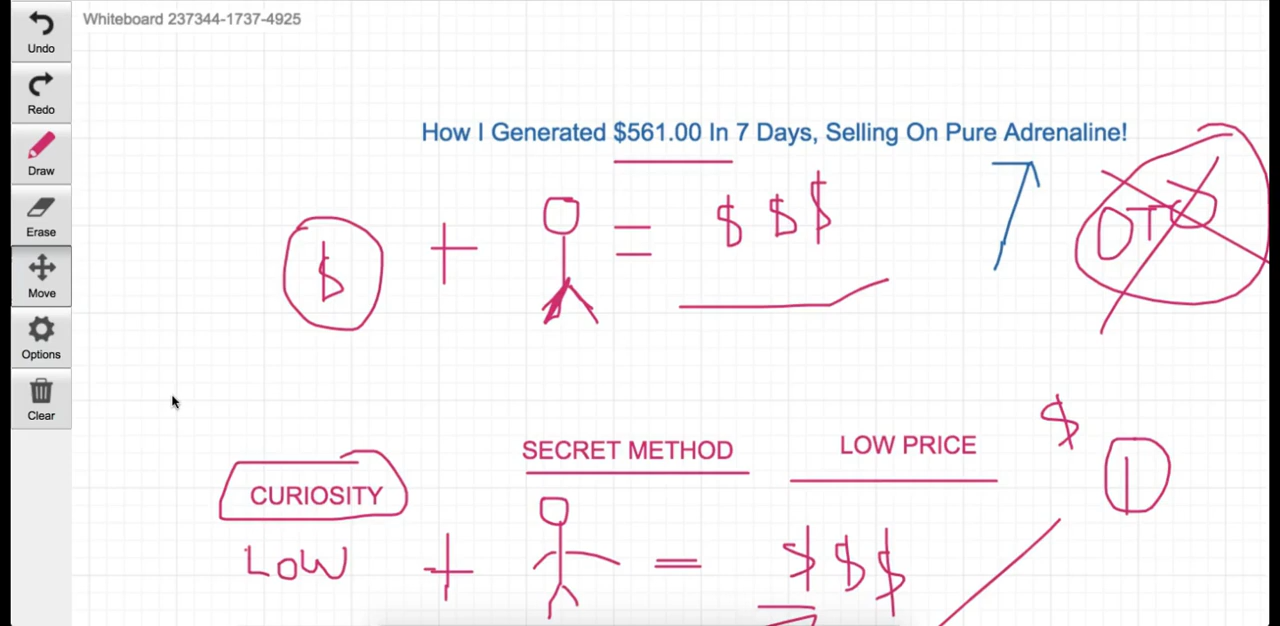 Whiteboard 237344-1737-4925
Undo
Redo
Draw
Erase
Move
Options
Clear
How I Generated $561.00 In 7 Days, Selling On Pure Adrenaline!
$ + = $ $ $
OTO
SECRET METHOD
LOW PRICE
$
CURIOSITY
LOW + = $ $ $